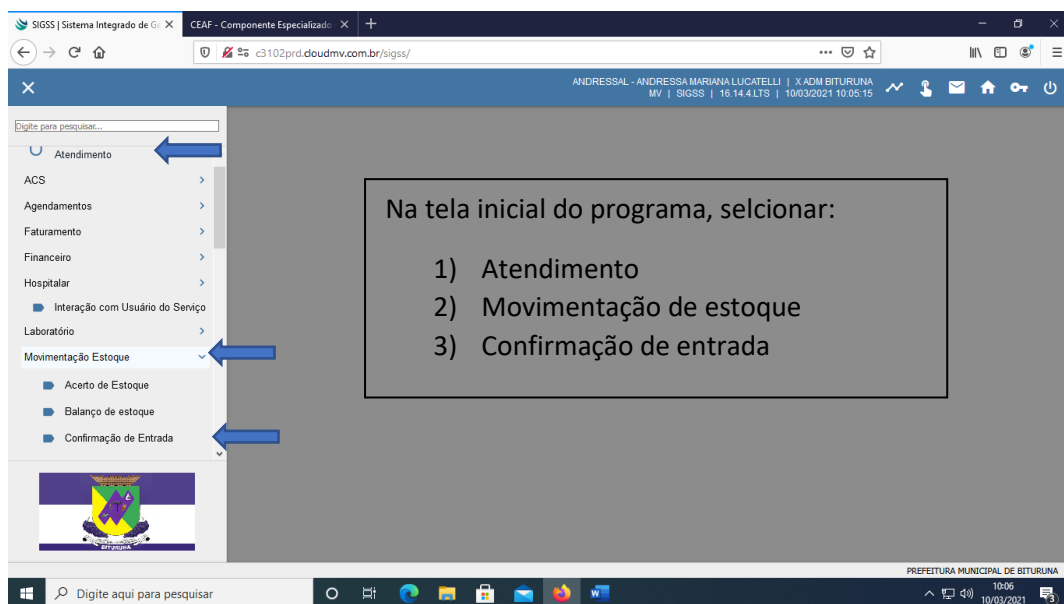 SIGSS | Sistema Integrado de Ge
CEAF - Componente Especializado
c3102prd.cloudmv.com.br/sigss/
ANDRESSAL - ANDRESSA MARIANA LUCATELLI | X ADM BITURUNA
MV | SIGSS | 16.14.4.LTS | 10/03/2021 10:05:15
Digite para pesquisar...
Atendimento
ACS
Agendamentos
Faturamento
Financeiro
Hospitalar
Interação com Usuário do Serviço
Laboratório
Movimentação Estoque
Acerto de Estoque
Balanço de estoque
Confirmação de Entrada
Na tela inicial do programa, selcionar:
1) Atendimento
2) Movimentação de estoque
3) Confirmação de entrada
BITURUNA
PREFEITURA MUNICIPAL DE BITURUNA
Digite aqui para pesquisar
10:06
10/03/2021